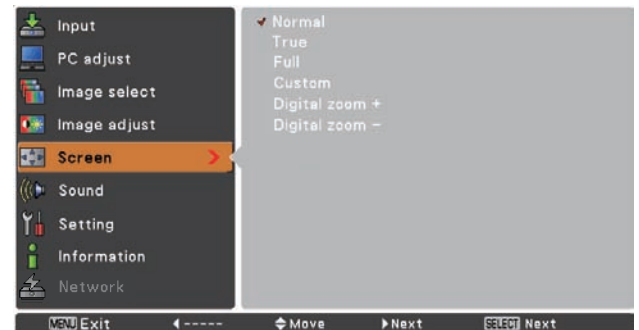 Input
PC adjust
Image select
Image adjust
Screen
Sound
Setting
Information
Network
Normal
True
Full
Custom
Digital zoom +
Digital zoom –
MENU Exit ◀ ----- Move ▶ Next SELECT Next